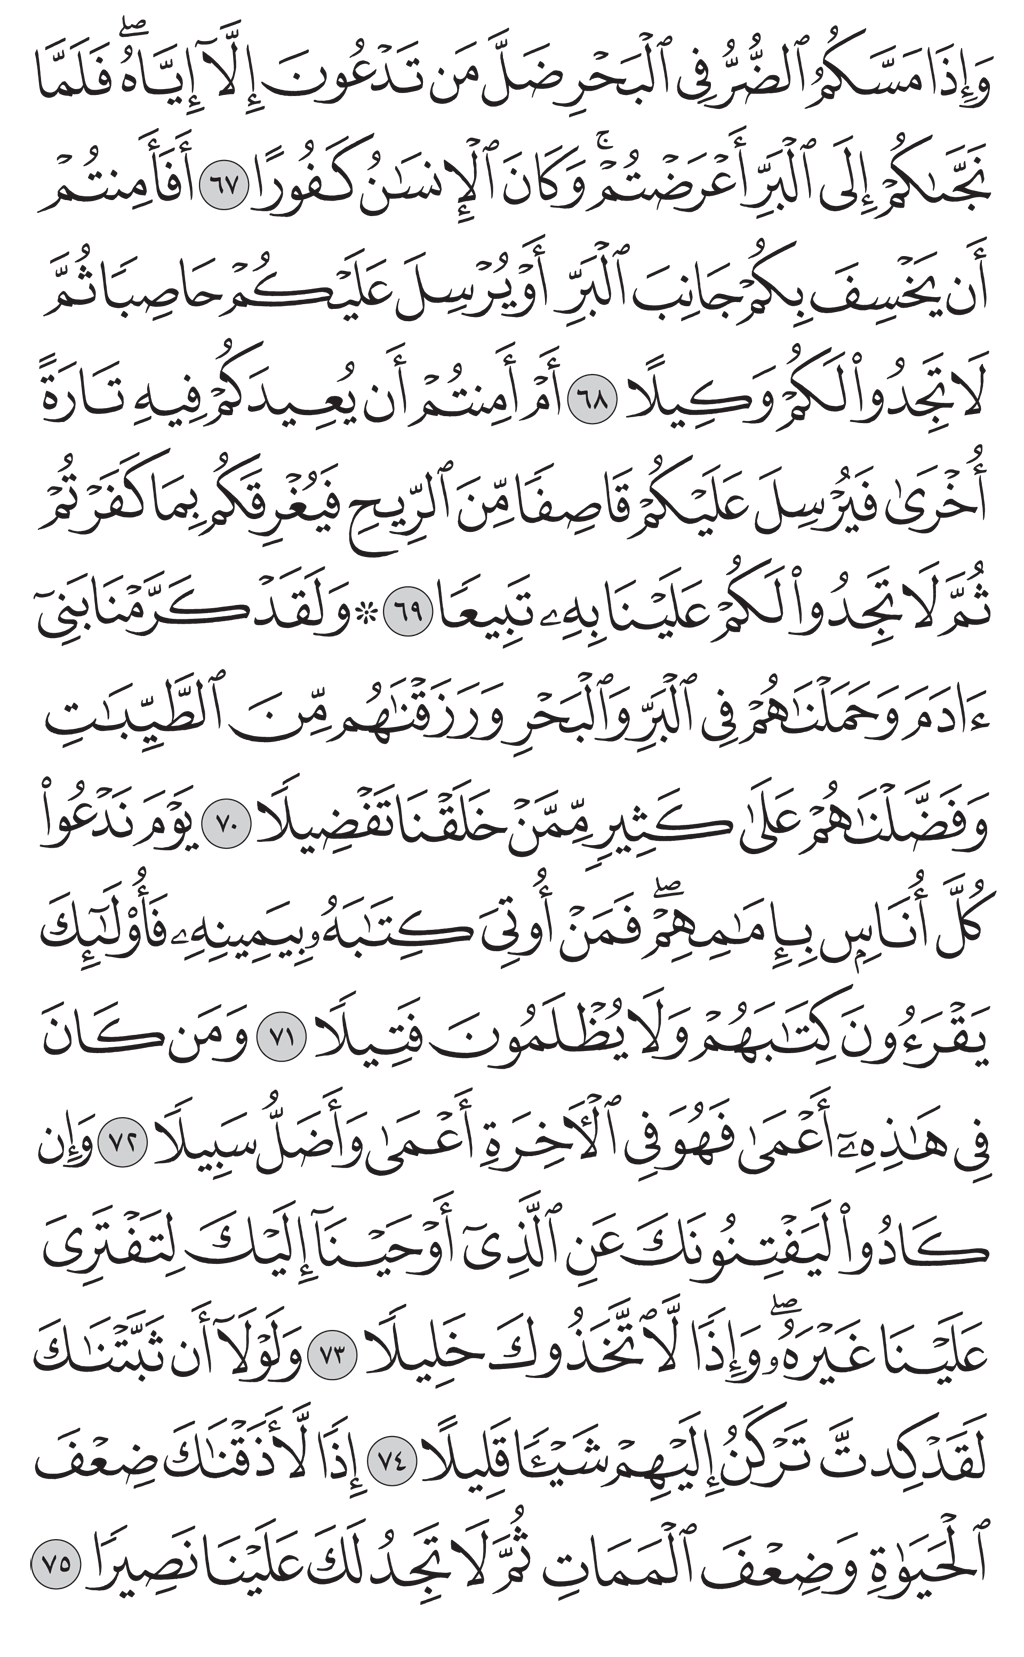 وَإِذَا مَسَّكُمُ ٱلضُّرُّ فِى ٱلْبَحْرِ ضَلَّ مَن تَدْعُونَ إِلَّآ إِيَّاهُۖ فَلَمَّا
نَجَّىٰكُمْ إِلَى ٱلْبَرِّ أَعْرَضْتُمْۚ وَكَانَ ٱلْإِنسَٰنُ كَفُورًا ٦٧ أَفَأَمِنتُمْ
أَن يَخْسِفَ بِكُمْ جَانِبَ ٱلْبَرِّ أَوْ يُرْسِلَ عَلَيْكُمْ حَاصِبًا ثُمَّ
لَا تَجِدُوا۟ لَكُمْ وَكِيلًا ٦٨ أَمْ أَمِنتُمْ أَن يُعِيدَكُمْ فِيهِ تَارَةً
أُخْرَىٰ فَيُرْسِلَ عَلَيْكُمْ قَاصِفًا مِّنَ ٱلرِّيحِ فَيُغْرِقَكُم بِمَا كَفَرْتُمْ
ثُمَّ لَا تَجِدُوا۟ لَكُمْ عَلَيْنَا بِهِۦ تَبِيعًا ٦٩ ۞ وَلَقَدْ كَرَّمْنَا بَنِىٓ
ءَادَمَ وَحَمَلْنَٰهُمْ فِى ٱلْبَرِّ وَٱلْبَحْرِ وَرَزَقْنَٰهُم مِّنَ ٱلطَّيِّبَٰتِ
وَفَضَّلْنَٰهُمْ عَلَىٰ كَثِيرٍ مِّمَّنْ خَلَقْنَا تَفْضِيلًا ٧٠ يَوْمَ نَدْعُوا۟
كُلَّ أُنَاسٍۭ بِإِمَٰمِهِمْۖ فَمَنْ أُوتِىَ كِتَٰبَهُۥ بِيَمِينِهِۦ فَأُو۟لَٰٓئِكَ
يَقْرَءُونَ كِتَٰبَهُمْ وَلَا يُظْلَمُونَ فَتِيلًا ٧١ وَمَن كَانَ
فِى هَٰذِهِۦٓ أَعْمَىٰ فَهُوَ فِى ٱلْءَاخِرَةِ أَعْمَىٰ وَأَضَلُّ سَبِيلًا ٧٢ وَإِن
كَادُوا۟ لَيَفْتِنُونَكَ عَنِ ٱلَّذِىٓ أَوْحَيْنَآ إِلَيْكَ لِتَفْتَرِىَ
عَلَيْنَا غَيْرَهُۥۖ وَإِذًا لَّٱتَّخَذُوكَ خَلِيلًا ٧٣ وَلَوْلَآ أَن ثَبَّتْنَٰكَ
لَقَدْ كِدتَّ تَرْكَنُ إِلَيْهِمْ شَيْـًٔا قَلِيلًا ٧٤ إِذًا لَّأَذَقْنَٰكَ ضِعْفَ
ٱلْحَيَوٰةِ وَضِعْفَ ٱلْمَمَاتِ ثُمَّ لَا تَجِدُ لَكَ عَلَيْنَا نَصِيرًا ٧٥